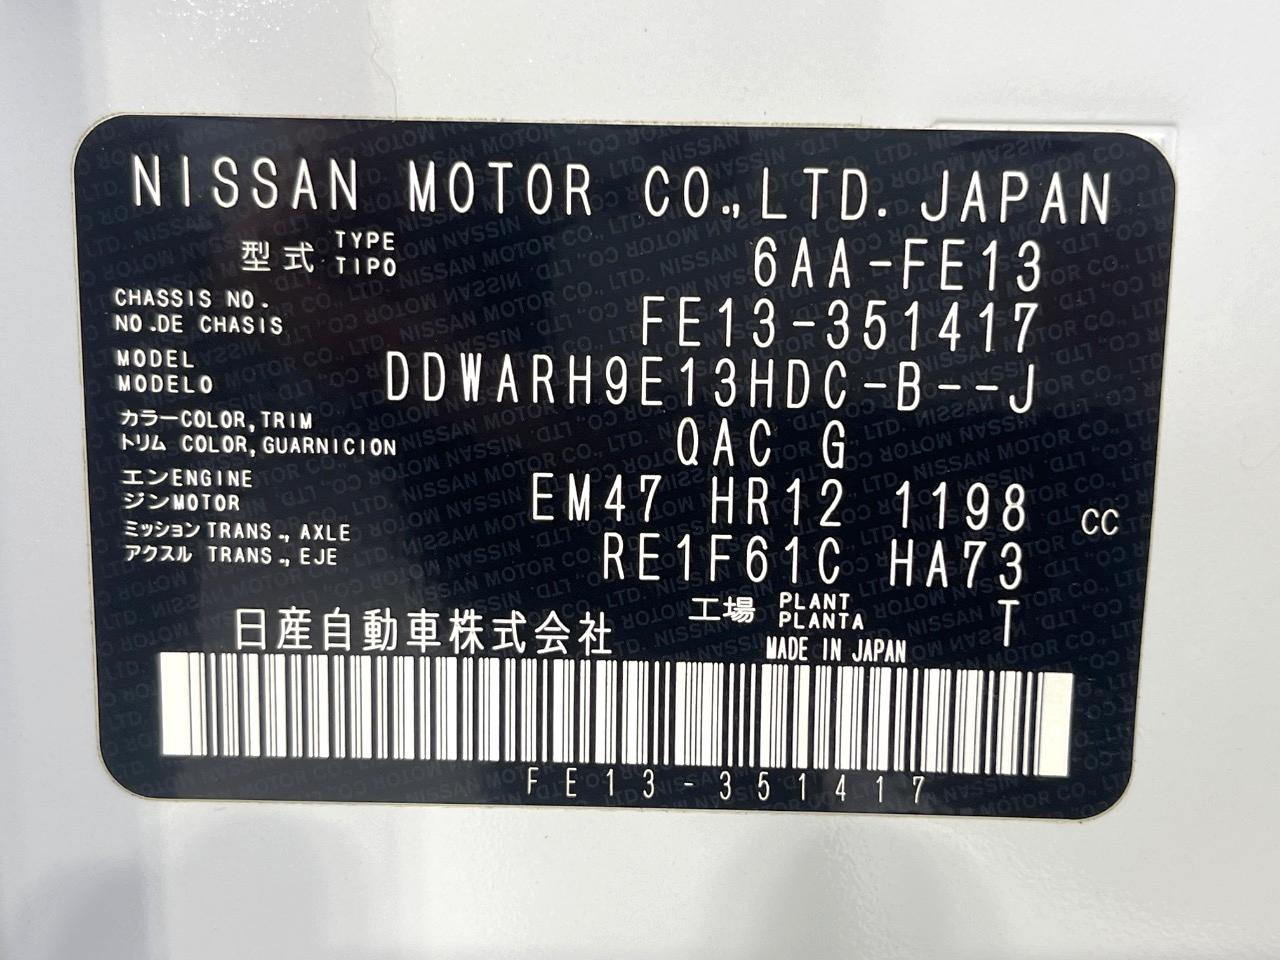 NISSAN MOTOR CO.,LTD. JAPAN
型式 TYPE TIPO 6AA-FE13
CHASSIS NO.
NO.DE CHASIS FE13-351417
MODEL
MODELO DDWARH9E13HDC-B--J
カラーCOLOR,TRIM
トリム COLOR,GUARNICION QAC G
エンENGINE
ジンMOTOR EM47 HR12 1198 CC
ミッションTRANS.,AXLE
アクスル TRANS.,EJE RE1F61C HA73
工場 PLANT PLANTA T
日産自動車株式会社
MADE IN JAPAN
FE13-351417